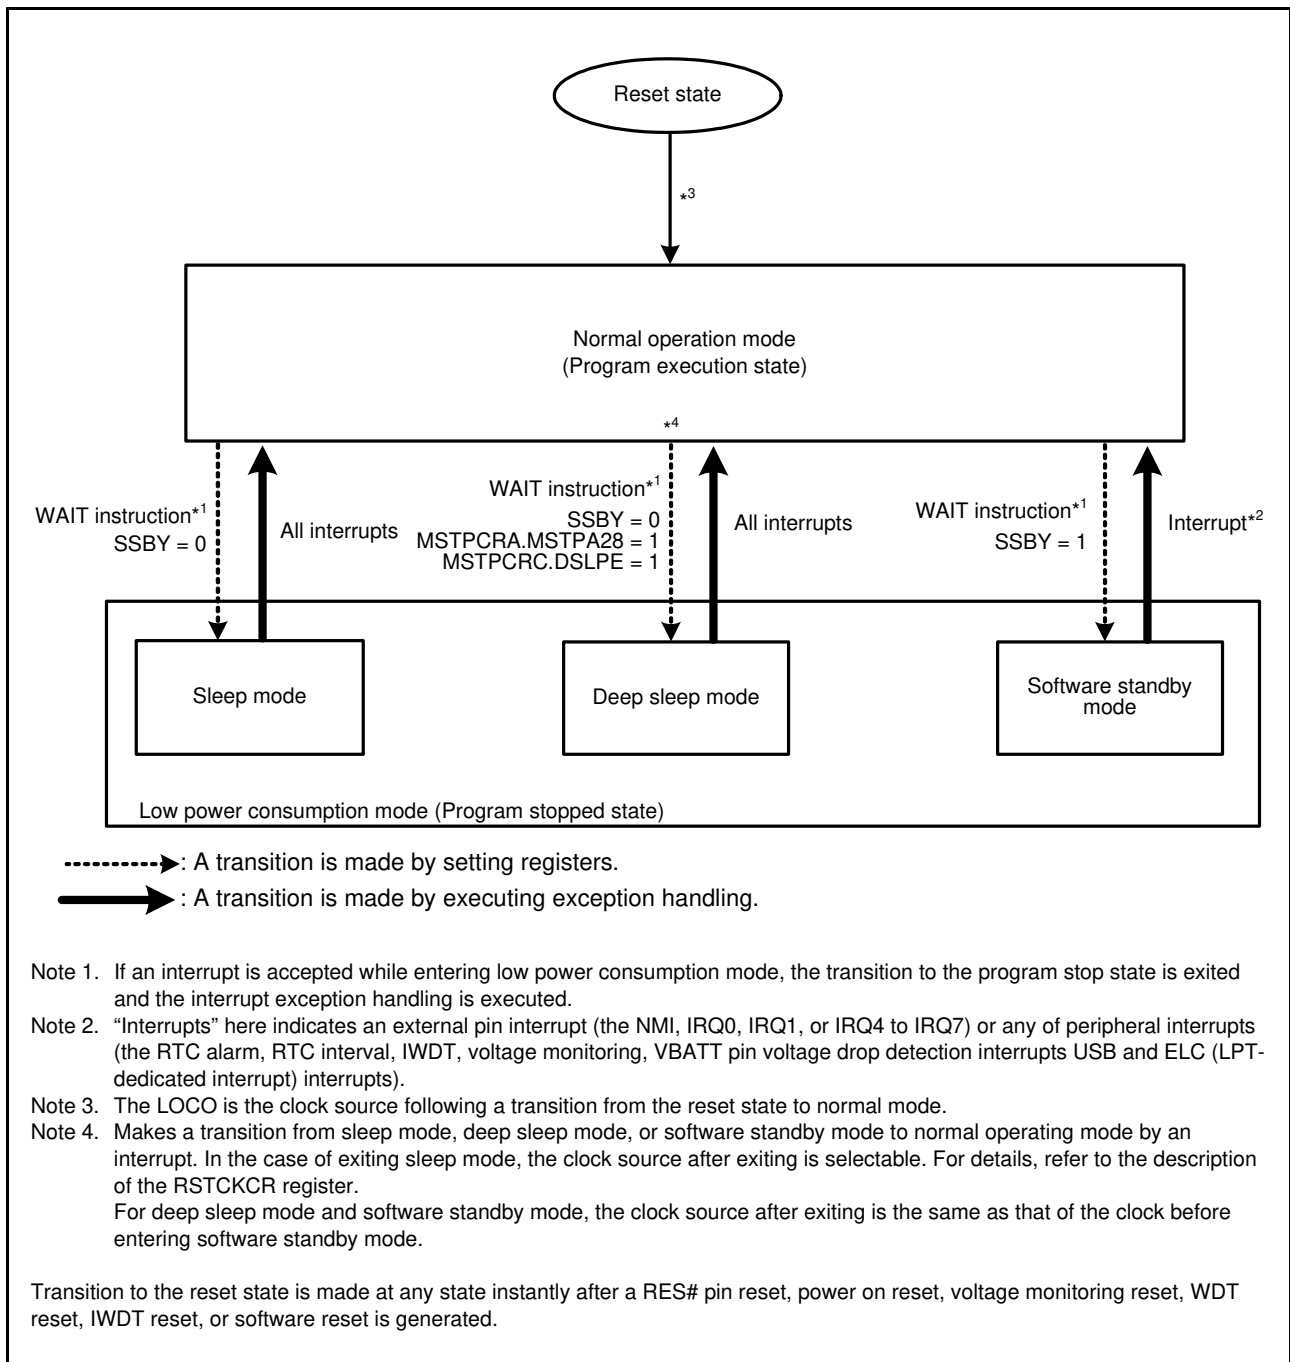 Reset state
*3
Normal operation mode
(Program execution state)
*4
WAIT instruction*1
SSBY = 0
All interrupts
WAIT instruction*1
SSBY = 0
MSTPCRA.MSTPA28 = 1
MSTPCRC.DSLPE = 1
All interrupts
WAIT instruction*1
SSBY = 1
Interrupt*2
Sleep mode
Deep sleep mode
Software standby
mode
Low power consumption mode (Program stopped state)
: A transition is made by setting registers.
: A transition is made by executing exception handling.
Note 1. If an interrupt is accepted while entering low power consumption mode, the transition to the program stop state is exited
and the interrupt exception handling is executed.
Note 2. “Interrupts” here indicates an external pin interrupt (the NMI, IRQ0, IRQ1, or IRQ4 to IRQ7) or any of peripheral interrupts
(the RTC alarm, RTC interval, IWDT, voltage monitoring, VBATT pin voltage drop detection interrupts USB and ELC (LPT-
dedicated interrupt) interrupts).
Note 3. The LOCO is the clock source following a transition from the reset state to normal mode.
Note 4. Makes a transition from sleep mode, deep sleep mode, or software standby mode to normal operating mode by an
interrupt. In the case of exiting sleep mode, the clock source after exiting is selectable. For details, refer to the description
of the RSTCKCR register.
For deep sleep mode and software standby mode, the clock source after exiting is the same as that of the clock before
entering software standby mode.
Transition to the reset state is made at any state instantly after a RES# pin reset, power on reset, voltage monitoring reset, WDT
reset, IWDT reset, or software reset is generated.